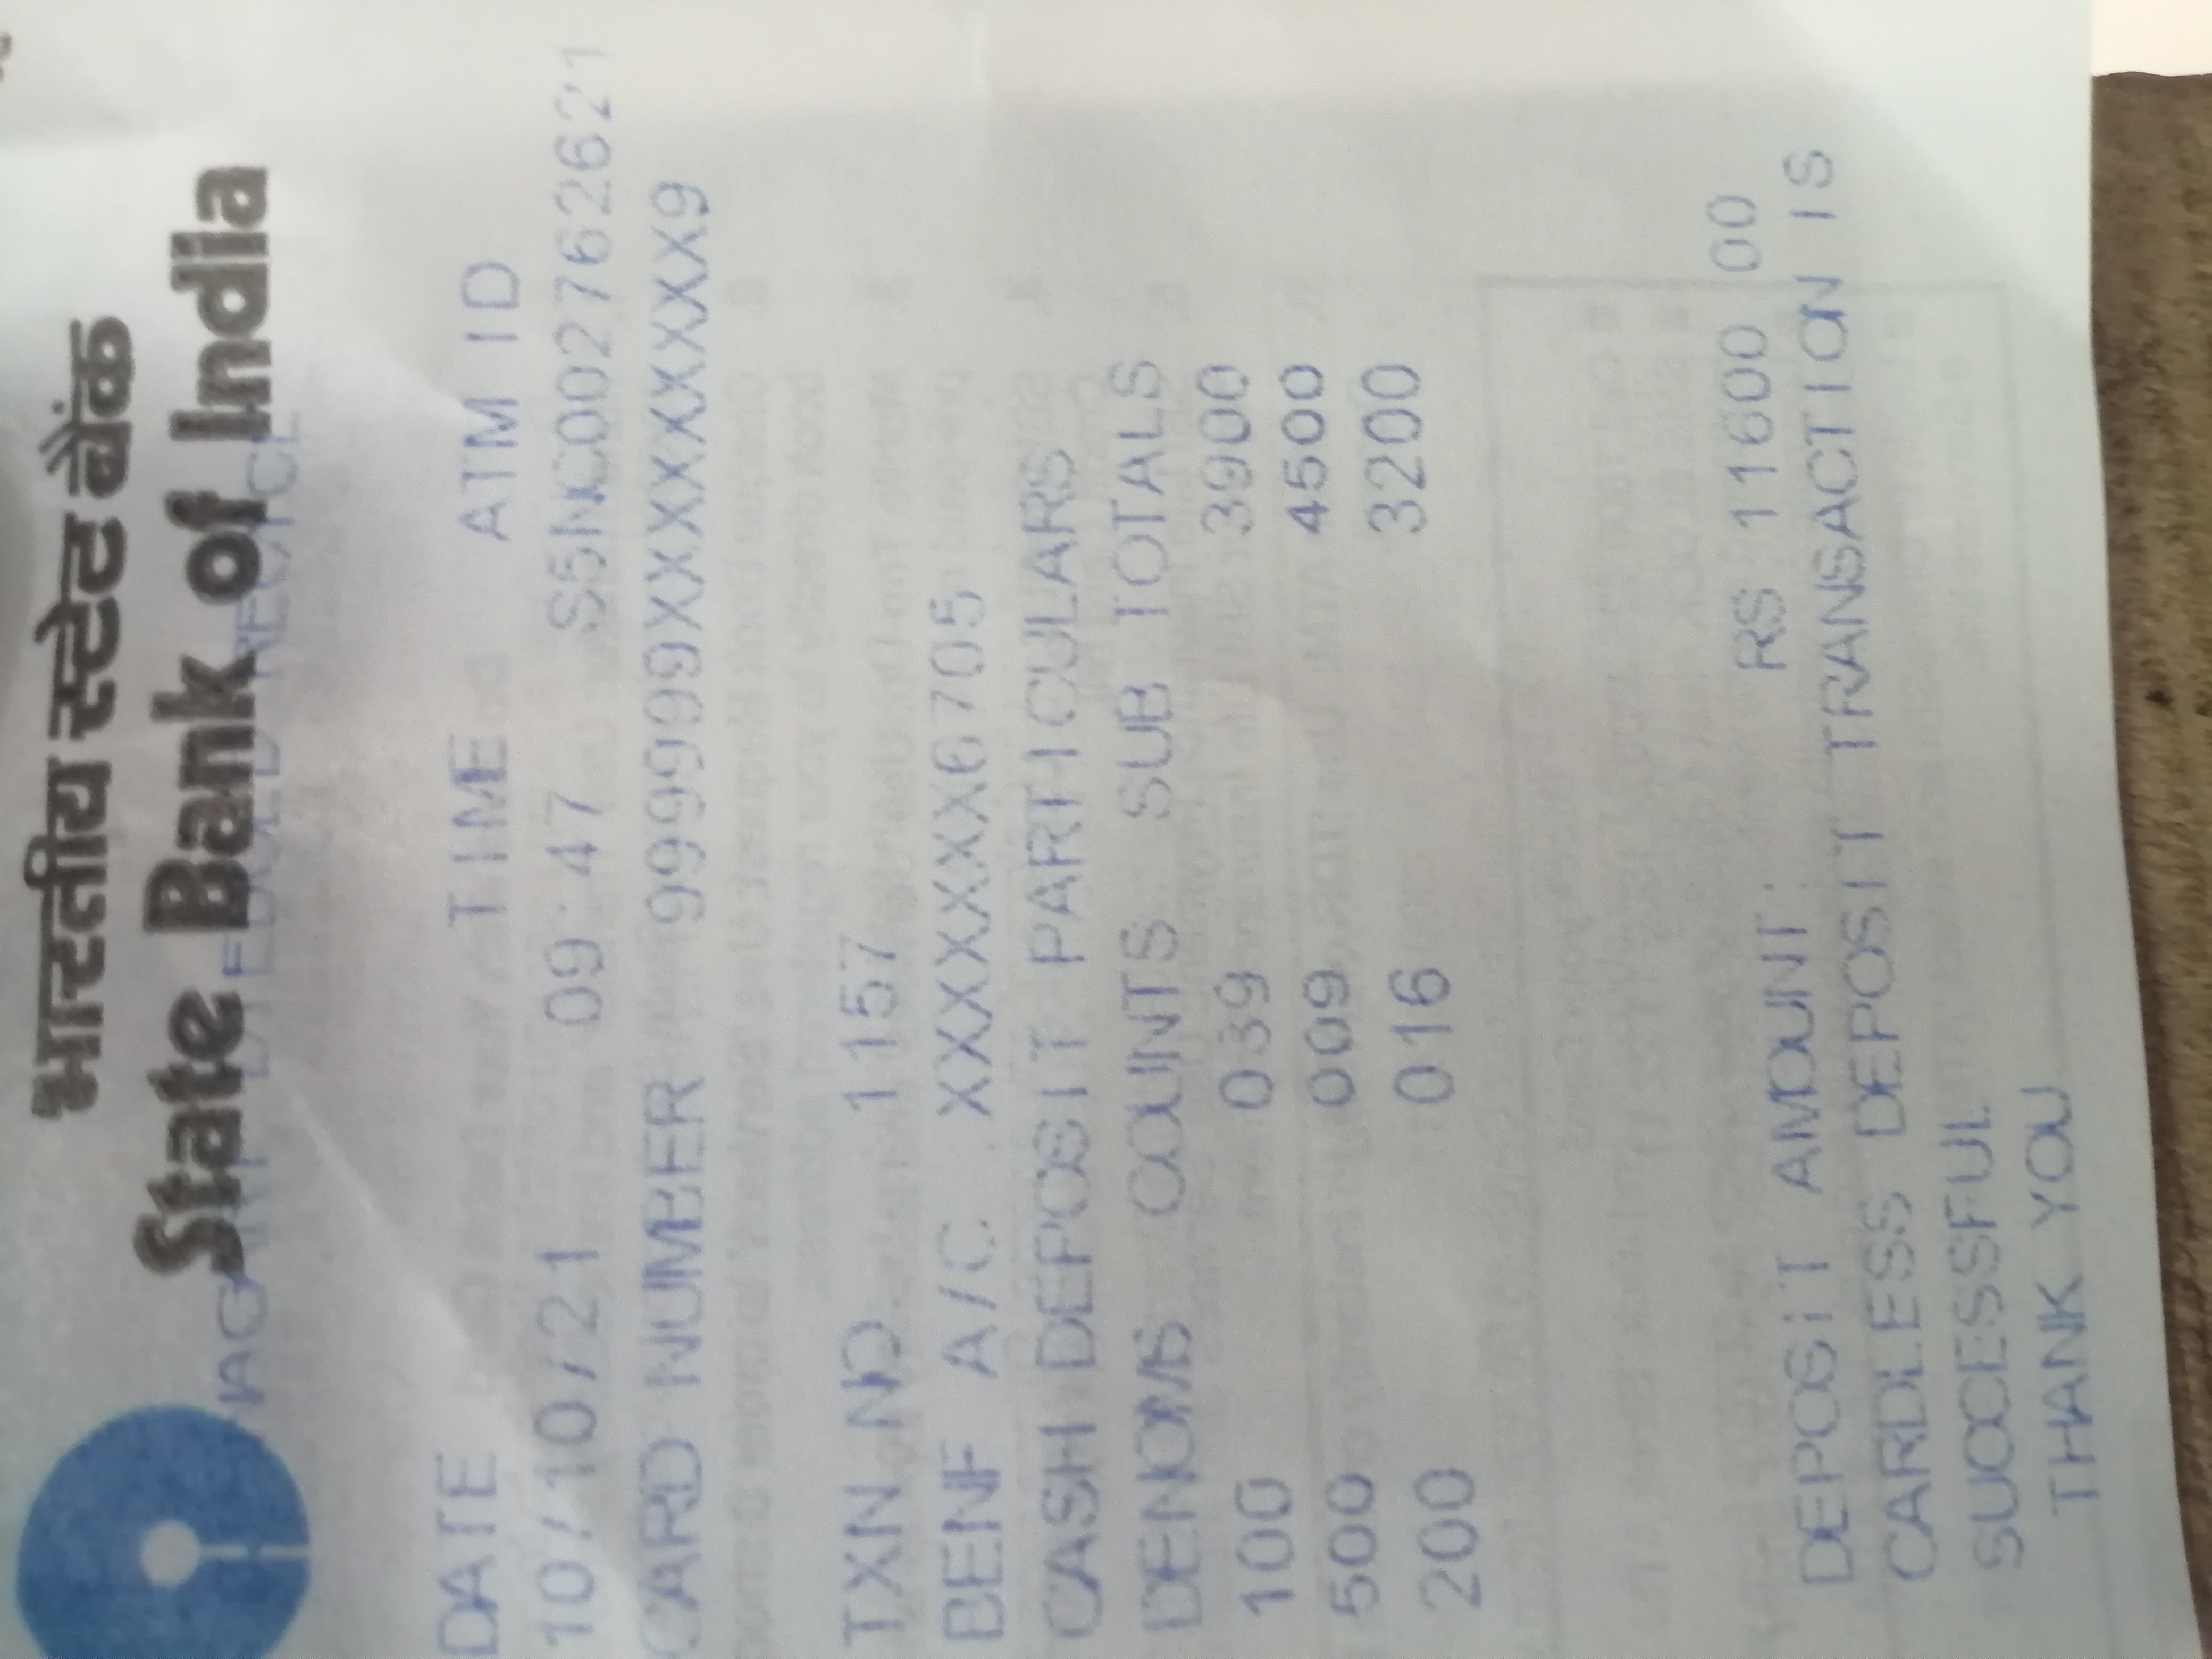 भारतीय स्टेट बैंक
State Bank of India
DATE TIME ATM ID
10/10/21 09:47 S5NC002762621
CARD NUMBER 999999XXXXXXXXXXXX9
TXN NO. 1157
BENF A/C XXXXXXX6705
CASH DEPOSIT PARTICULARS
DENOMS COUNTS SUB TOTALS
100 039 3900
500 009 4500
200 016 3200
DEPOSIT AMOUNT: RS 11600 00
CARDLESS DEPOSIT TRANSACTION IS
SUCCESSFUL
THANK YOU